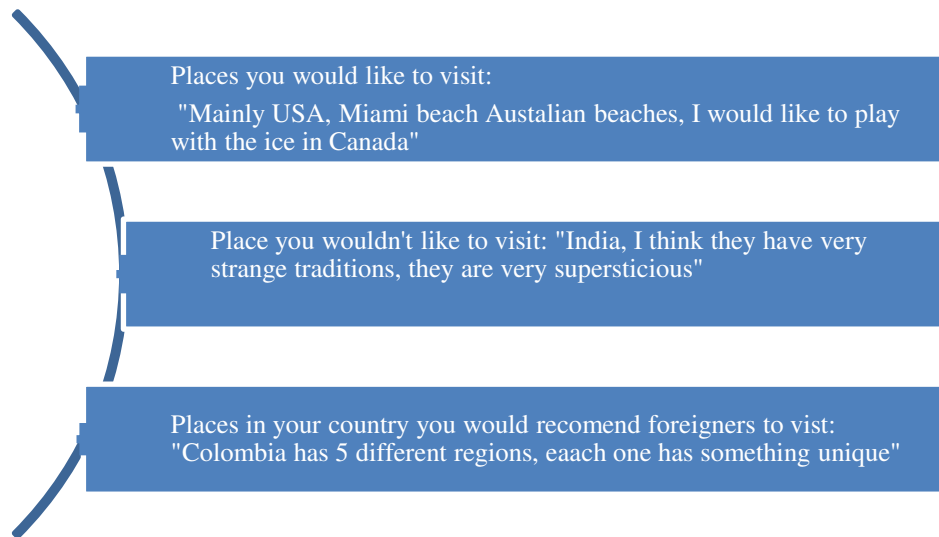 Places you would like to visit:
"Mainly USA, Miami beach Austalian beaches, I would like to play
with the ice in Canada"
Place you wouldn't like to visit: "India, I think they have very
strange traditions, they are very supersticious"
Places in your country you would recomend foreigners to vist:
"Colombia has 5 different regions, eaach one has something unique"